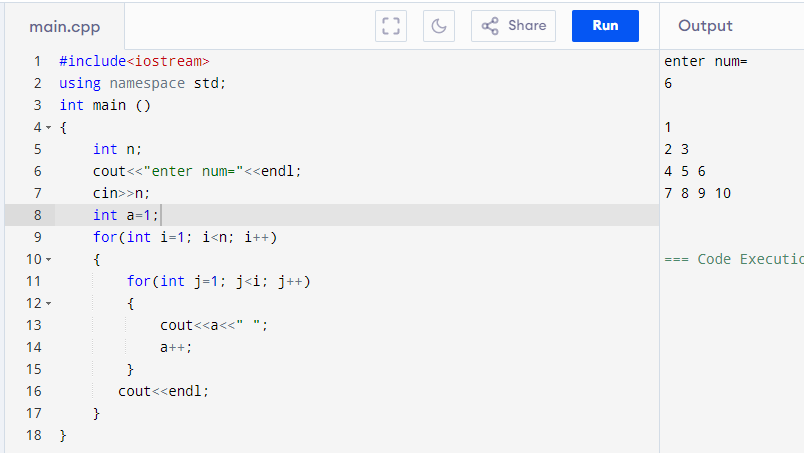 main.cpp
Share
Run
Output
1 #include<iostream>
2 using namespace std;
3 int main ()
4 {
5 int n;
6 cout<<"enter num="<<endl;
7 cin>>n;
8 int a=1;
9 for(int i=1; i<n; i++)
10 {
11 for(int j=1; j<i; j++)
12 {
13 cout<<a<<" ";
14 a++;
15 }
16 cout<<endl;
17 }
18 }
enter num=
6
1
2 3
4 5 6
7 8 9 10
=== Code Executio